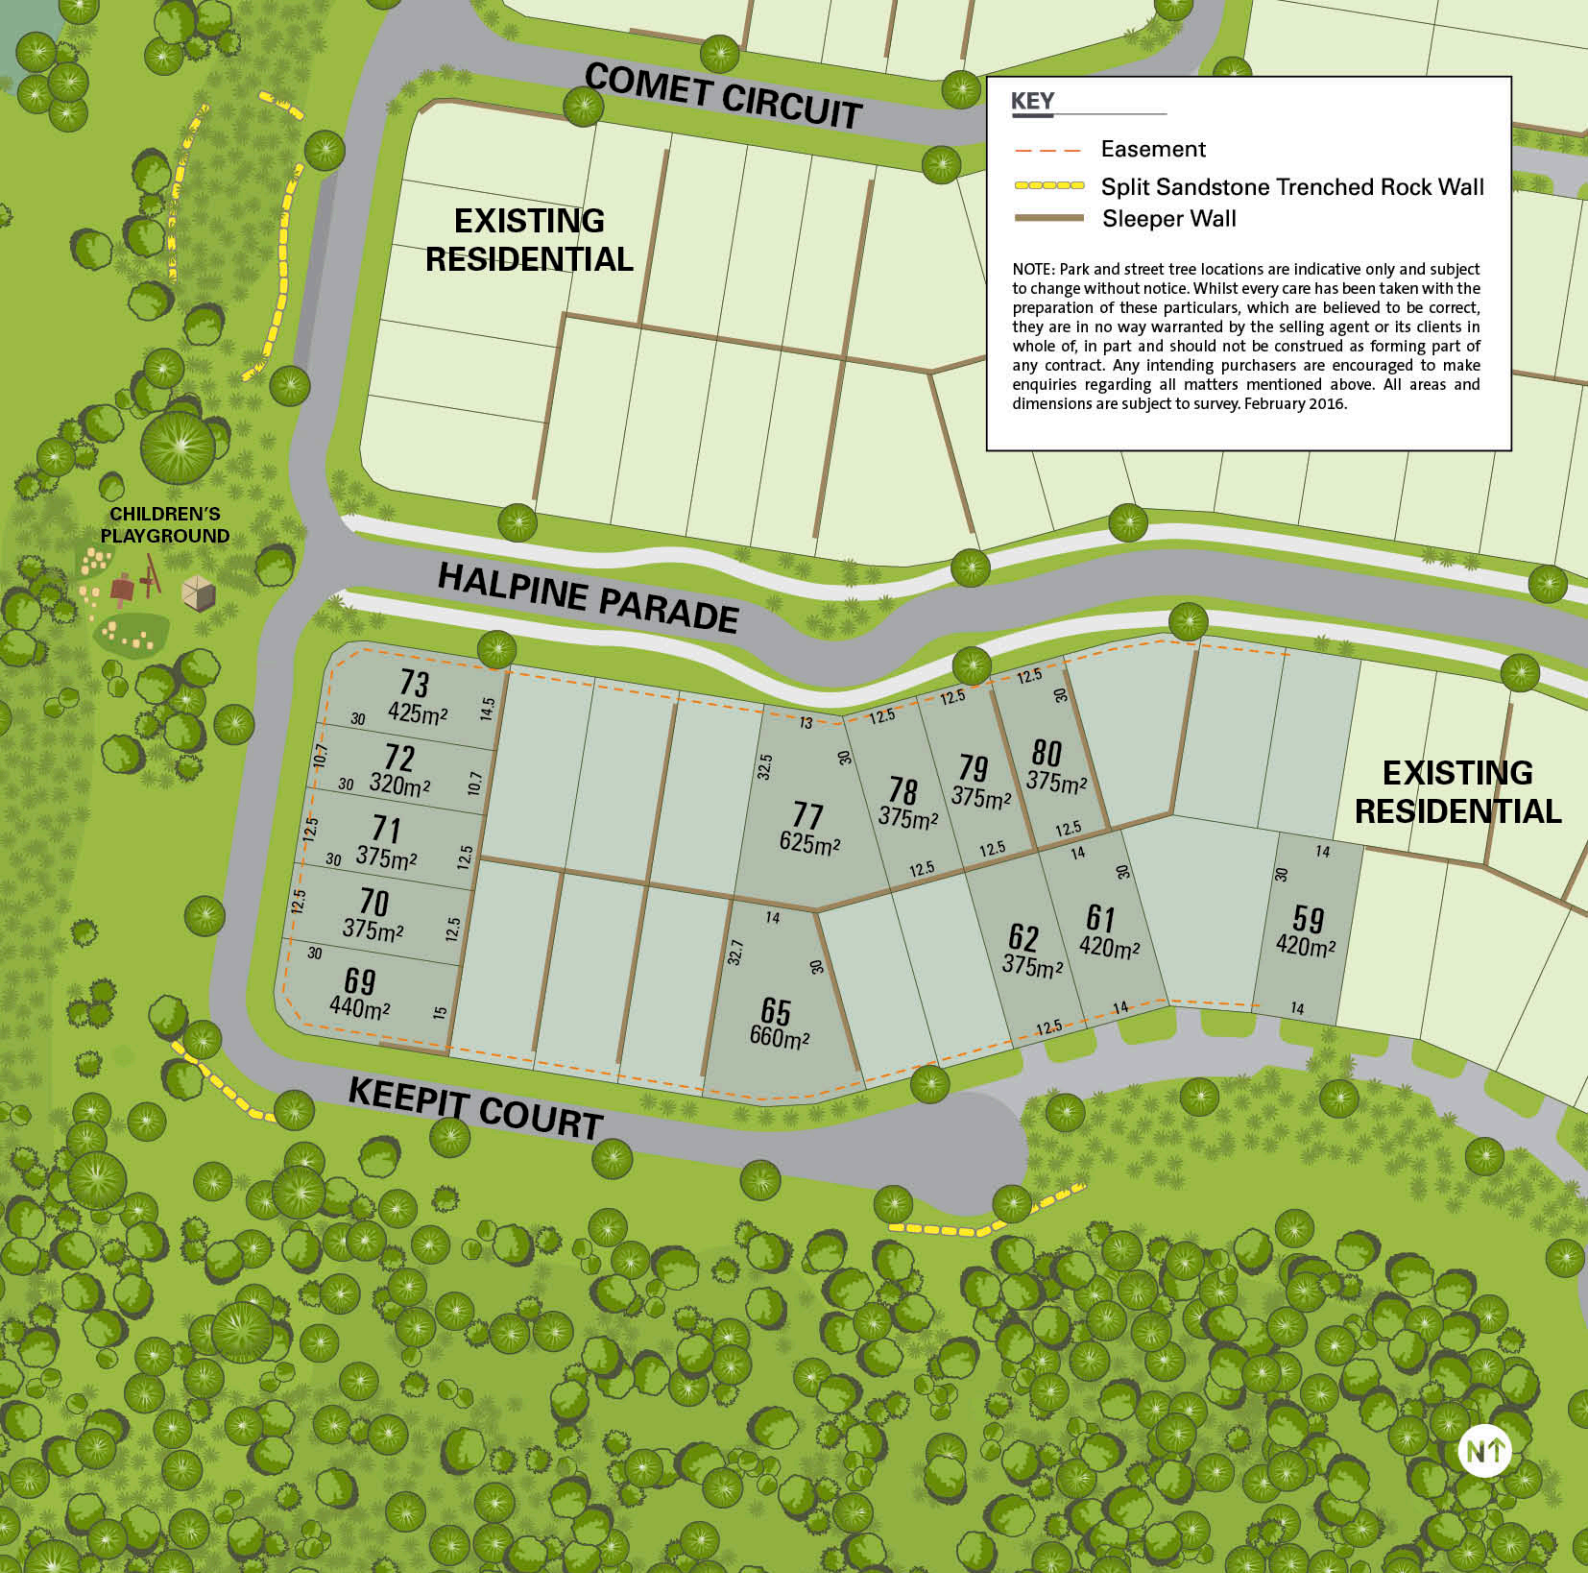 COMET CIRCUIT
KEY
Easement
Split Sandstone Trenched Rock Wall
Sleeper Wall
NOTE: Park and street tree locations are indicative only and subject
to change without notice. Whilst every care has been taken with the
preparation of these particulars, which are believed to be correct,
they are in no way warranted by the selling agent or its clients in
whole of, in part and should not be construed as forming part of
any contract. Any intending purchasers are encouraged to make
enquiries regarding all matters mentioned above. All areas and
dimensions are subject to survey. February 2016.
EXISTING
RESIDENTIAL
CHILDREN'S
PLAYGROUND
HALPINE PARADE
73
425m²
30
14.5
72
320m²
30
10.7
10.7
71
375m²
30
12.5
12.5
70
375m²
12.5
12.5
30
69
440m²
15
13
32.5
30
77
625m²
12.5
78
375m²
12.5
12.5
79
375m²
12.5
12.5
30
80
375m²
12.5
EXISTING
RESIDENTIAL
14
32.7
30
65
660m²
62
375m²
12.5
14
30
61
420m²
14
14
30
59
420m²
14
KEEPIT COURT
N↑